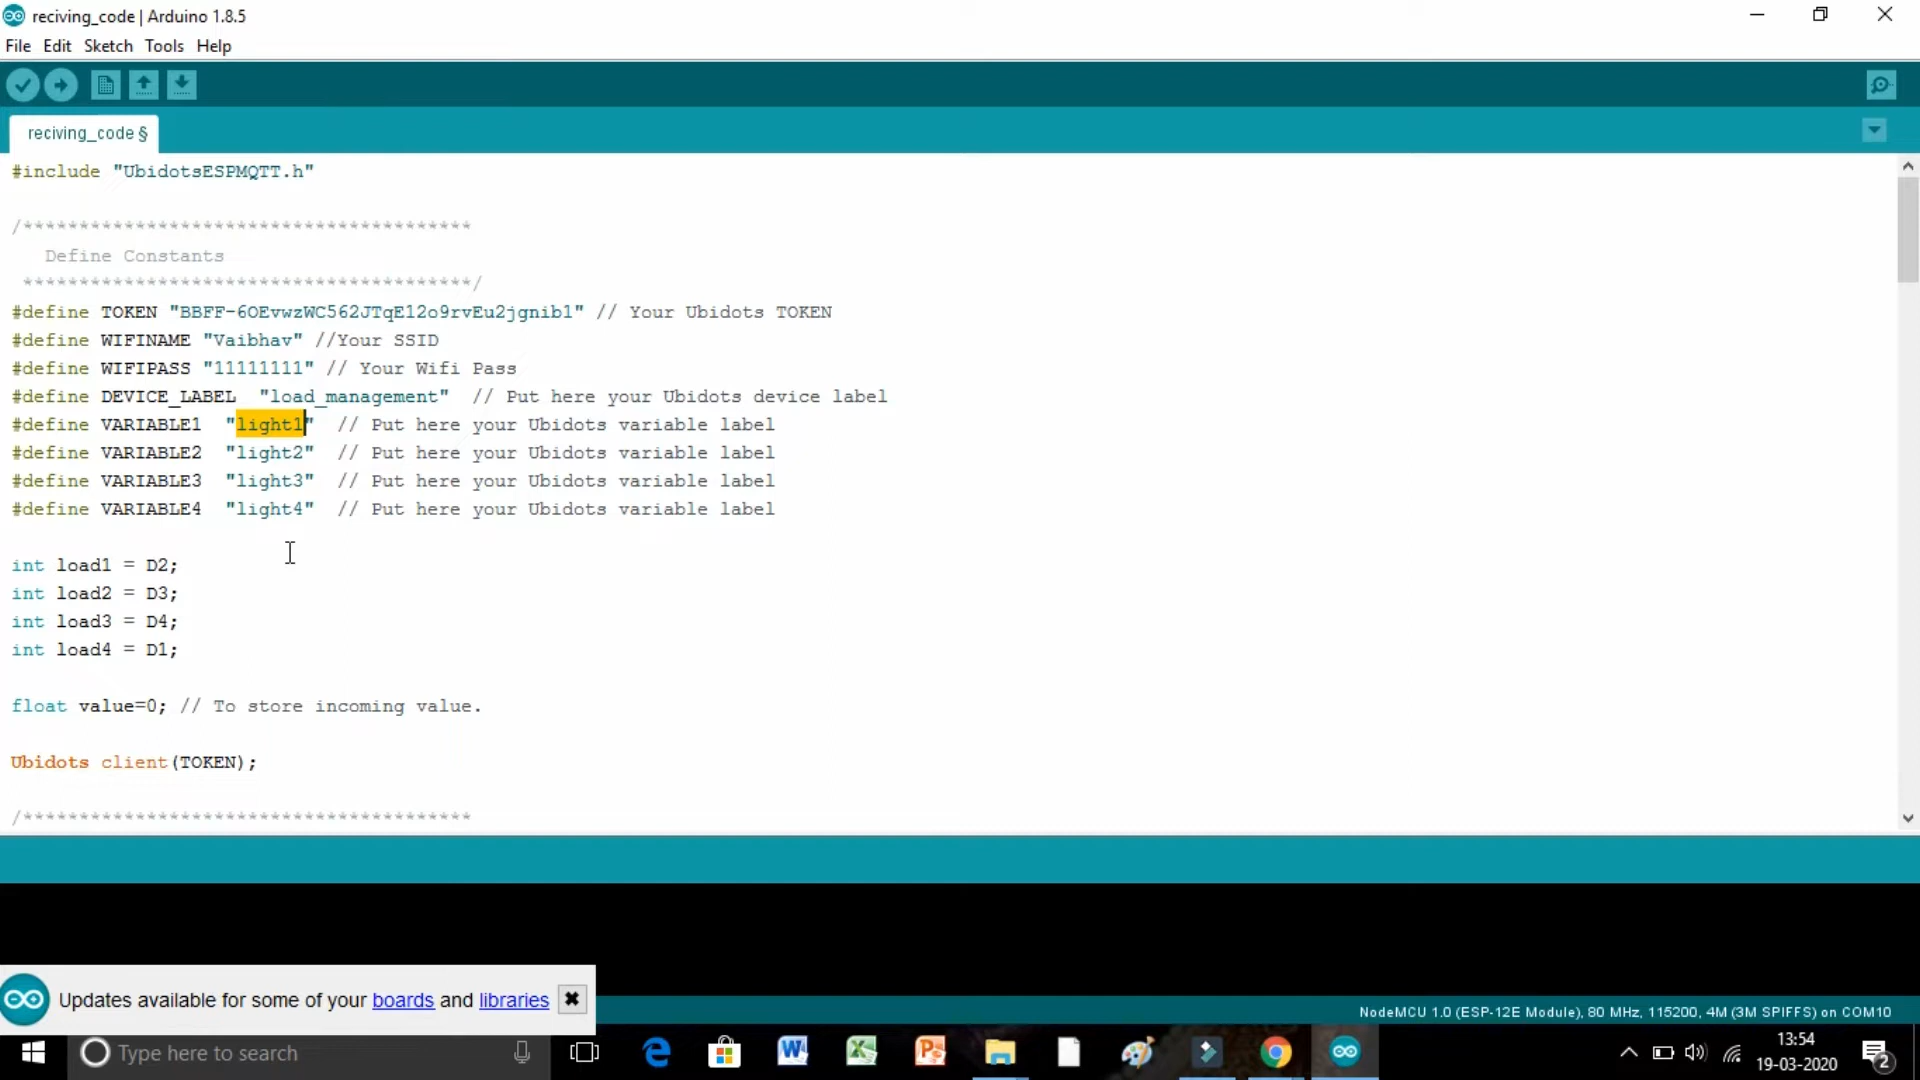 reciving_code | Arduino 1.8.5
File Edit Sketch Tools Help
reciving_code §
#include "UbidotsESPMQTT.h"
/****************************************
Define Constants
****************************************/
#define TOKEN "BBFF-6OEvwzWC562JTqE12o9rvEu2jgnib1" // Your Ubidots TOKEN
#define WIFINAME "Vaibhav" //Your SSID
#define WIFIPASS "11111111" // Your Wifi Pass
#define DEVICE_LABEL "load_management" // Put here your Ubidots device label
#define VARIABLE1 "light1" // Put here your Ubidots variable label
#define VARIABLE2 "light2" // Put here your Ubidots variable label
#define VARIABLE3 "light3" // Put here your Ubidots variable label
#define VARIABLE4 "light4" // Put here your Ubidots variable label
int load1 = D2;
int load2 = D3;
int load3 = D4;
int load4 = D1;
float value=0; // To store incoming value.
Ubidots client(TOKEN);
/****************************************
Updates available for some of your boards and libraries
NodeMCU 1.0 (ESP-12E Module), 80 MHz, 115200, 4M (3M SPIFFS) on COM10
Type here to search
13:54
19-03-2020
2